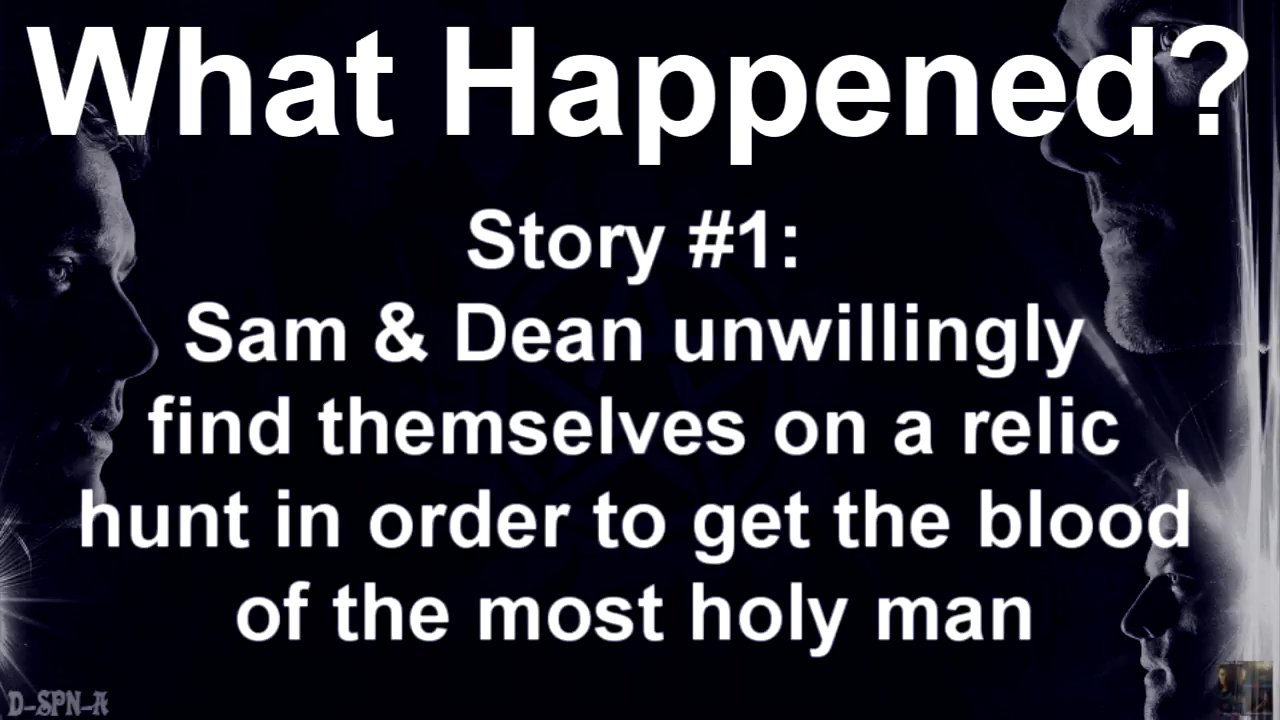 What Happened?
Story #1:
Sam & Dean unwillingly
find themselves on a relic
hunt in order to get the blood
of the most holy man
D-SPN-A